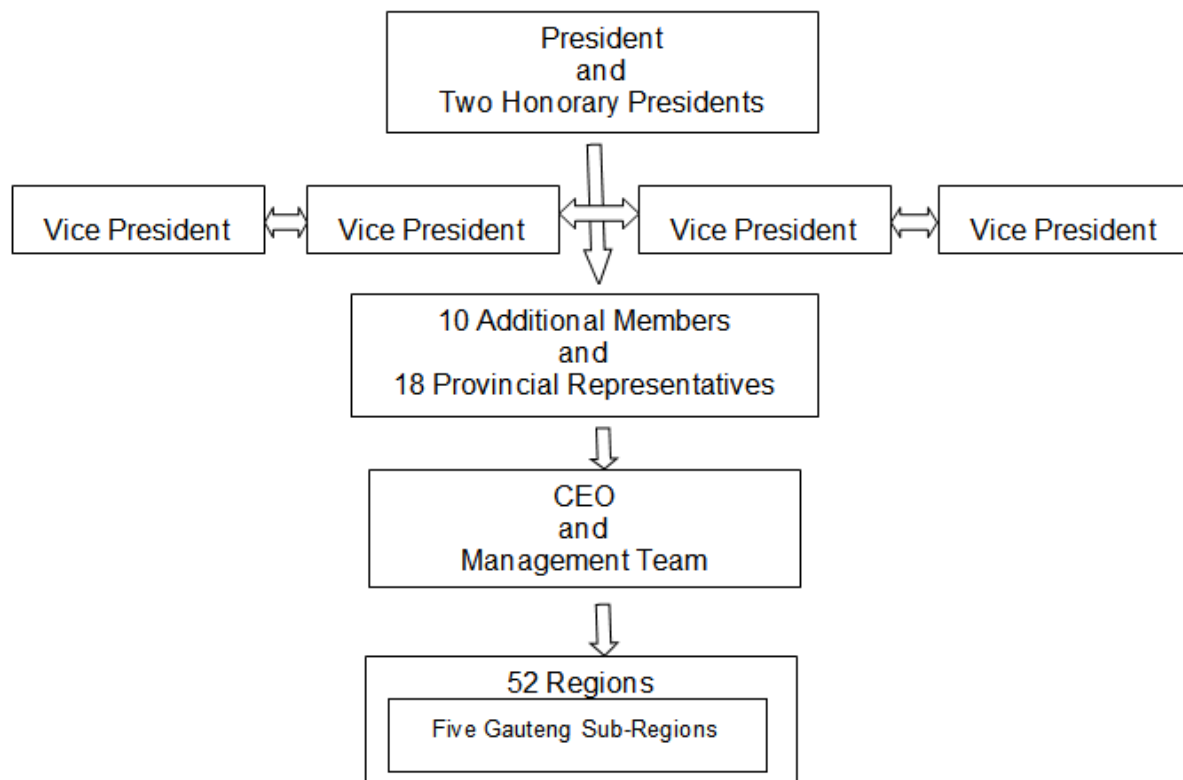 President
and
Two Honorary Presidents
Vice President
Vice President
Vice President
Vice President
10 Additional Members
and
18 Provincial Representatives
CEO
and
Management Team
52 Regions
Five Gauteng Sub-Regions